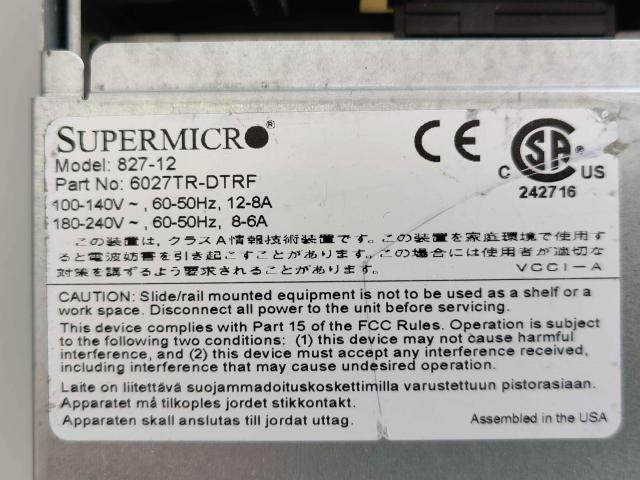 SUPERMICRO®
Model: 827-12
Part No: 6027TR-DTRF
100-140V ~ , 60-50Hz, 12-8A
180-240V ~ , 60-50Hz, 8-6A
CE
C SA US
242716
この装置は、クラスA情報技術装置です。この装置を家庭環境で使用す
ると電波妨害を引き起こすことがあります。この場合には使用者が適切な
対策を講ずるよう要求されることがあります。 VCCI-A
CAUTION: Slide/rail mounted equipment is not to be used as a shelf or a
work space. Disconnect all power to the unit before servicing.
This device complies with Part 15 of the FCC Rules. Operation is subject
to the following two conditions: (1) this device may not cause harmful
interference, and (2) this device must accept any interference received,
including interference that may cause undesired operation.
Laite on liitettävä suojammadoituskoskettimilla varustettuun pistorasiaan.
Apparatet må tilkoples jordet stikkontakt.
Apparaten skall anslutas till jordat uttag.
Assembled in the USA